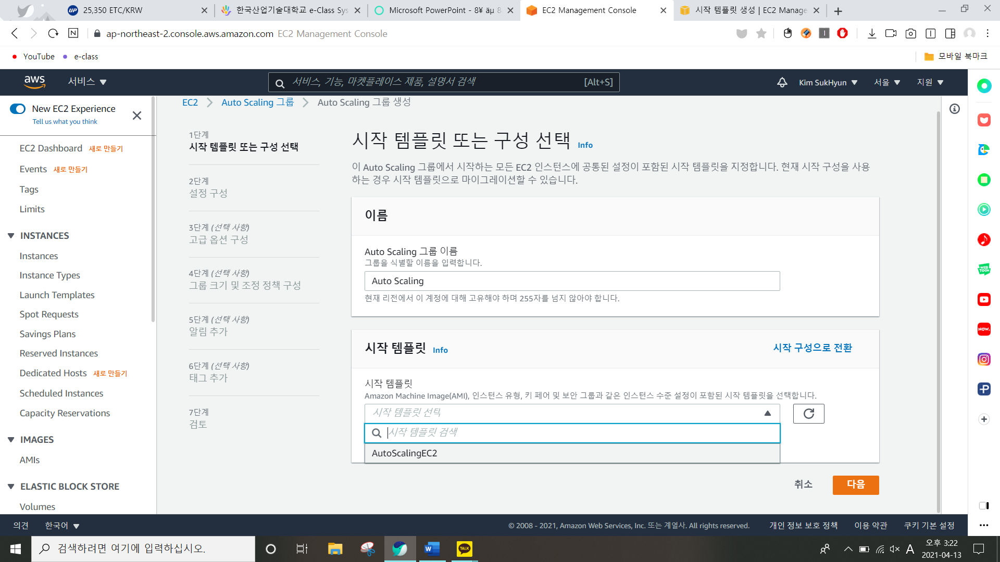 25,350 ETC/KRW
한국산업기술대학교 e-Class Sys
Microsoft PowerPoint - 8¥ äµ 8
EC2 Management Console
시작 템플릿 생성 | EC2 Manage
ap-northeast-2.console.aws.amazon.com EC2 Management Console
YouTube
e-class
모바일 북마크
aws
서비스
서비스, 기능, 마켓플레이스 제품, 설명서 검색
[Alt+S]
Kim SukHyun
서울
지원
New EC2 Experience
Tell us what you think
EC2 Dashboard 새로 만들기
Events 새로 만들기
Tags
Limits
INSTANCES
Instances
Instance Types
Launch Templates
Spot Requests
Savings Plans
Reserved Instances
Dedicated Hosts 새로 만들기
Scheduled Instances
Capacity Reservations
IMAGES
AMIs
ELASTIC BLOCK STORE
Volumes
EC2
Auto Scaling 그룹
Auto Scaling 그룹 생성
1단계
시작 템플릿 또는 구성 선택
2단계
설정 구성
3단계 (선택 사항)
고급 옵션 구성
4단계 (선택 사항)
그룹 크기 및 조정 정책 구성
5단계 (선택 사항)
알림 추가
6단계 (선택 사항)
태그 추가
7단계
검토
시작 템플릿 또는 구성 선택 Info
이 Auto Scaling 그룹에서 시작하는 모든 EC2 인스턴스에 공통된 설정이 포함된 시작 템플릿을 지정합니다. 현재 시작 구성을 사용
하는 경우 시작 템플릿으로 마이그레이션할 수 있습니다.
이름
Auto Scaling 그룹 이름
그룹을 식별할 이름을 입력합니다.
Auto Scaling
현재 리전에서 이 계정에 대해 고유해야 하며 255자를 넘지 않아야 합니다.
시작 템플릿 Info
시작 구성으로 전환
시작 템플릿
Amazon Machine Image(AMI), 인스턴스 유형, 키 페어 및 보안 그룹과 같은 인스턴스 수준 설정이 포함된 시작 템플릿을 선택합니다.
시작 템플릿 선택
시작 템플릿 검색
AutoScalingEC2
취소
다음
WEB
TOON
NOW.
의견
한국어
© 2008 - 2021, Amazon Web Services, Inc. 또는 계열사. All rights reserved.
개인 정보 보호 정책
이용 약관
쿠키 기본 설정
검색하려면 여기에 입력하십시오.
TALK
A
오후 3:22
2021-04-13